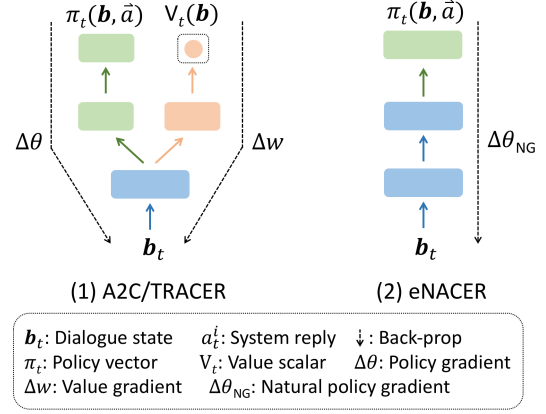 π_t(b, a⃗) V_t(b) π_t(b, a⃗)
Δθ Δw Δθ_NG
b_t b_t
(1) A2C/TRACER (2) eNACER
b_t: Dialogue state a_t^i: System reply ⇣: Back-prop
π_t: Policy vector V_t: Value scalar Δθ: Policy gradient
Δw: Value gradient Δθ_NG: Natural policy gradient